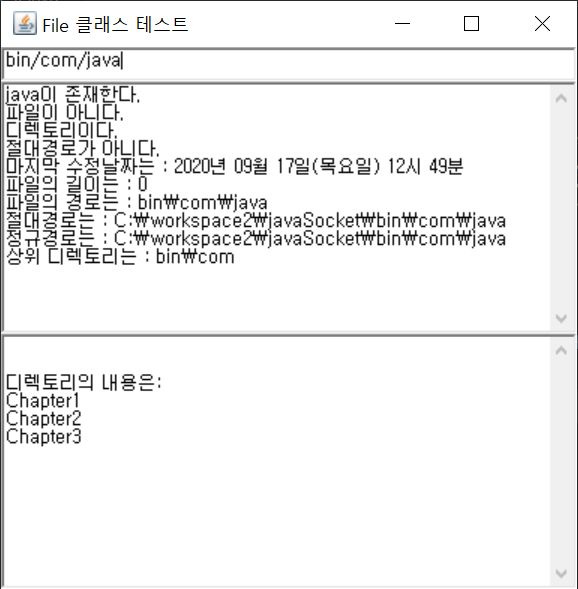 File 클래스 테스트
bin/com/java
java이 존재한다.
파일이 아니다.
디렉토리이다.
절대경로가 아니다.
마지막 수정날짜는 : 2020년 09월 17일(목요일) 12시 49분
파일의 길이는 : 0
파일의 경로는 : bin₩com₩java
절대경로는 : C:₩workspace2₩javaSocket₩bin₩com₩java
정규경로는 : C:₩workspace2₩javaSocket₩bin₩com₩java
상위 디렉토리는 : bin₩com
디렉토리의 내용은:
Chapter1
Chapter2
Chapter3